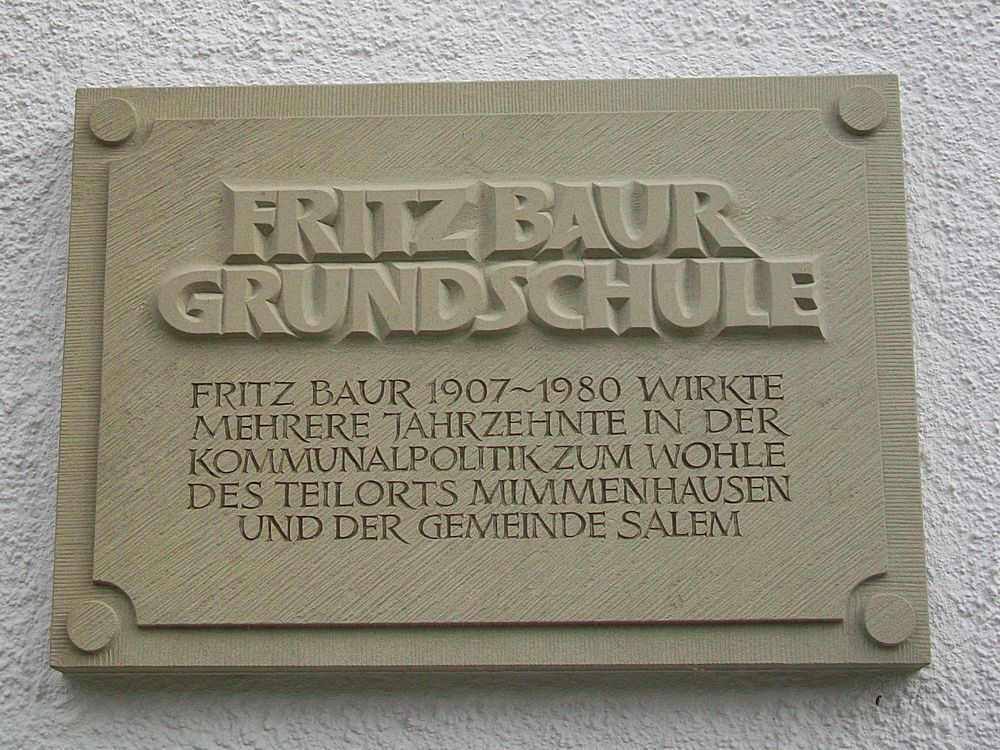 FRITZ BAUR
GRUNDSCHULE
FRITZ BAUR 1907~1980 WIRKTE
MEHRERE JAHRZEHNTE IN DER
KOMMUNALPOLITIK ZUM WOHLE
DES TEILORTS MIMMENHAUSEN
UND DER GEMEINDE SALEM